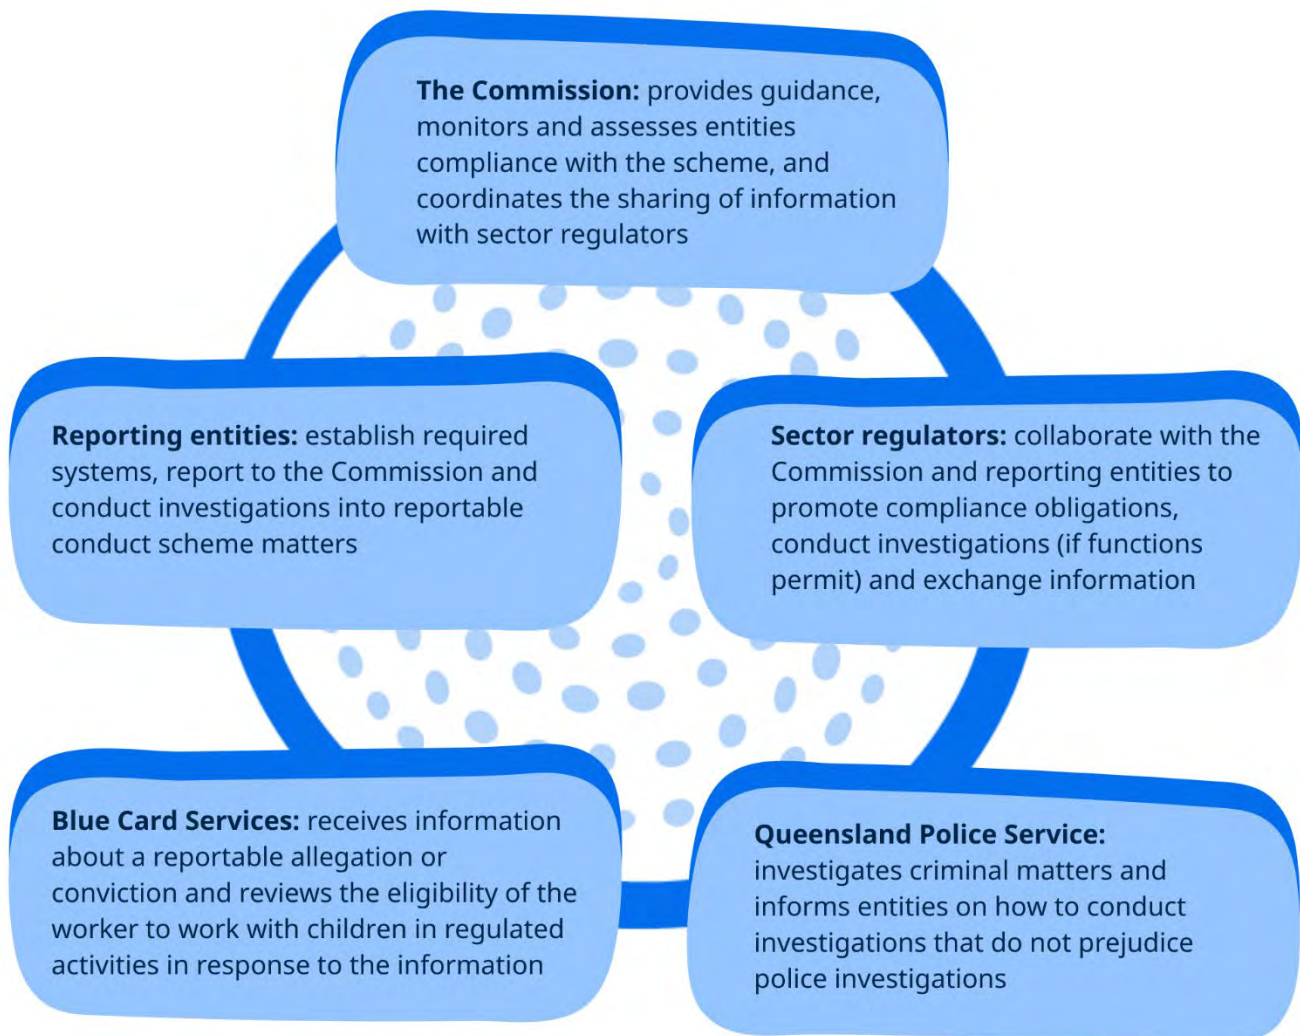 The Commission: provides guidance,
monitors and assesses entities
compliance with the scheme, and
coordinates the sharing of information
with sector regulators
Reporting entities: establish required
systems, report to the Commission and
conduct investigations into reportable
conduct scheme matters
Sector regulators: collaborate with the
Commission and reporting entities to
promote compliance obligations,
conduct investigations (if functions
permit) and exchange information
Blue Card Services: receives information
about a reportable allegation or
conviction and reviews the eligibility of the
worker to work with children in regulated
activities in response to the information
Queensland Police Service:
investigates criminal matters and
informs entities on how to conduct
investigations that do not prejudice
police investigations